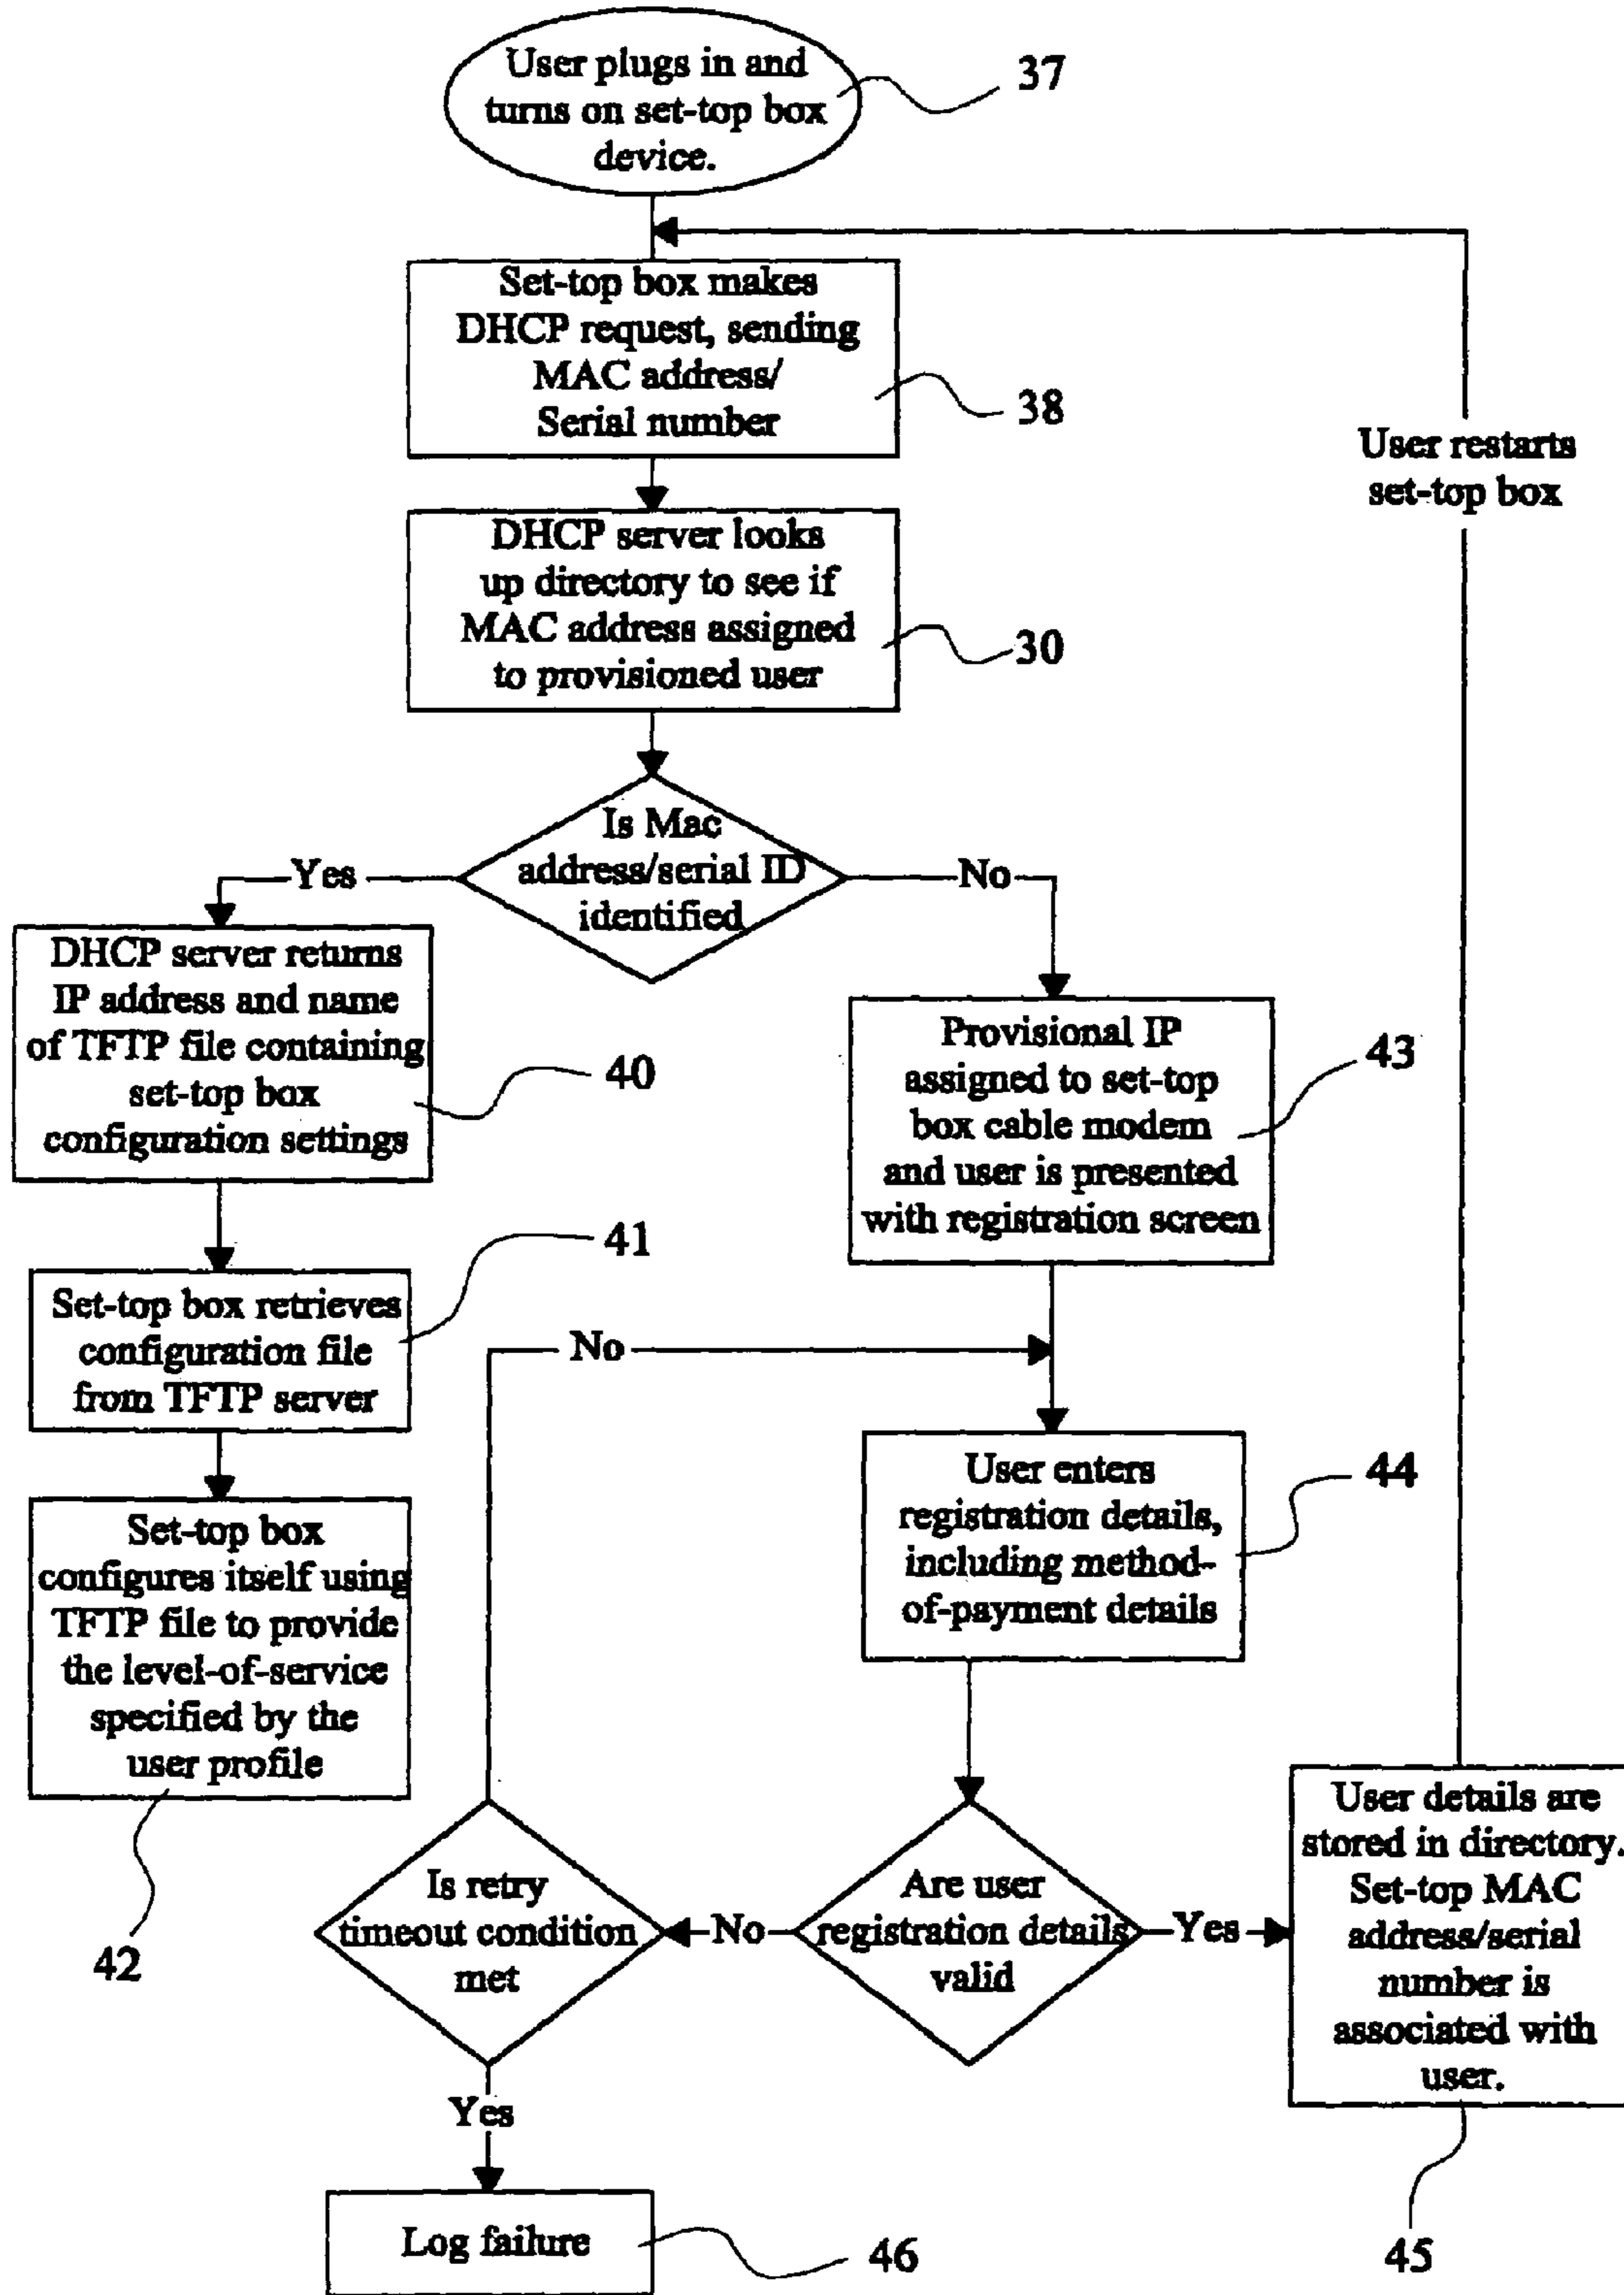 User plugs in and
turns on set-top box
device.
37
Set-top box makes
DHCP request, sending
MAC address/
Serial number
38
User restarts
set-top box
DHCP server looks
up directory to see if
MAC address assigned
to provisioned user
30
Is Mac
address/serial ID
identified
Yes
No
DHCP server returns
IP address and name
of TFTP file containing
set-top box
configuration settings
40
Provisional IP
assigned to set-top
box cable modem
and user is presented
with registration screen
43
Set-top box retrieves
configuration file
from TFTP server
41
No
User enters
registration details,
including method-
of-payment details
44
Set-top box
configures itself using
TFTP file to provide
the level-of-service
specified by the
user profile
42
Is retry
timeout condition
met
No
Are user
registration details
valid
Yes
User details are
stored in directory.
Set-top MAC
address/serial
number is
associated with
user.
45
Yes
Log failure
46